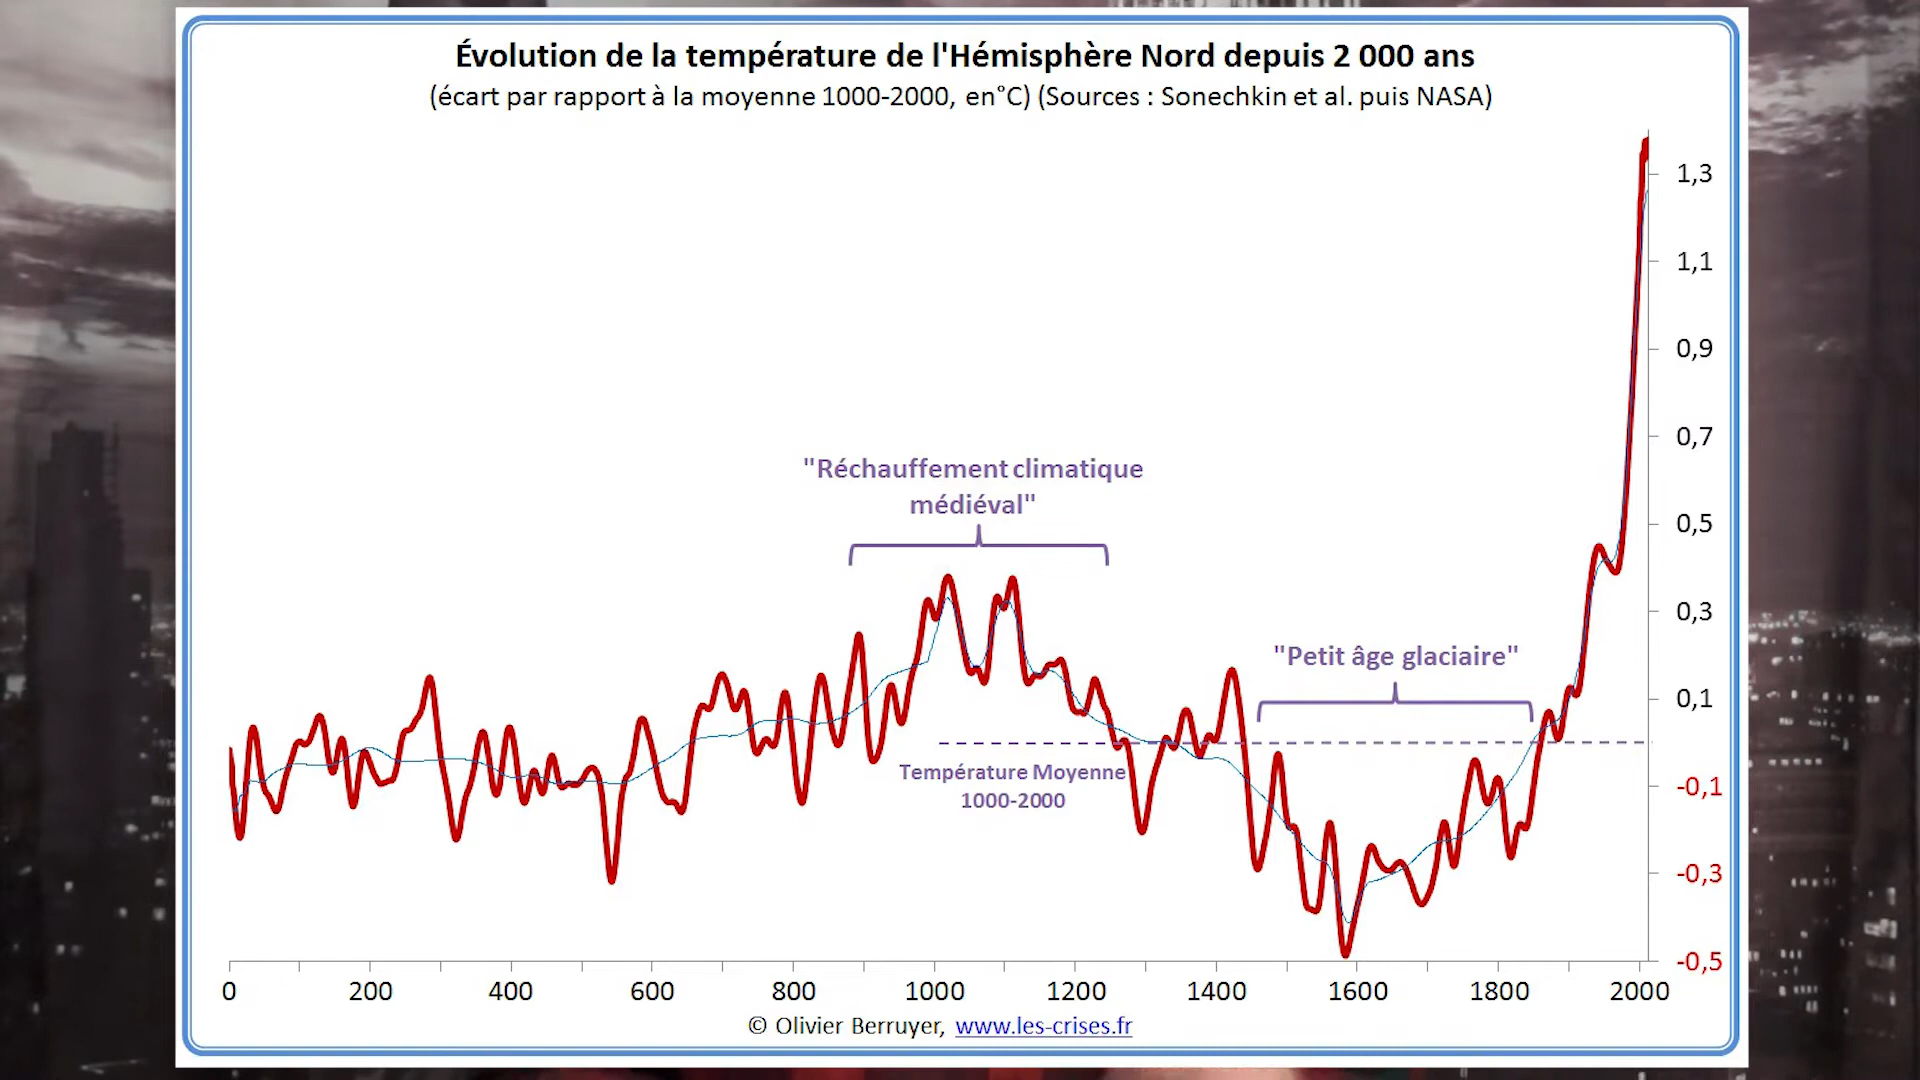 Évolution de la température de l'Hémisphère Nord depuis 2 000 ans
(écart par rapport à la moyenne 1000-2000, en°C) (Sources : Sonechkin et al. puis NASA)
1,3
1,1
0,9
0,7
"Réchauffement climatique
médiéval"
0,5
0,3
"Petit âge glaciaire"
0,1
Température Moyenne
1000-2000
-0,1
-0,3
-0,5
0 200 400 600 800 1000 1200 1400 1600 1800 2000
© Olivier Berruyer, www.les-crises.fr